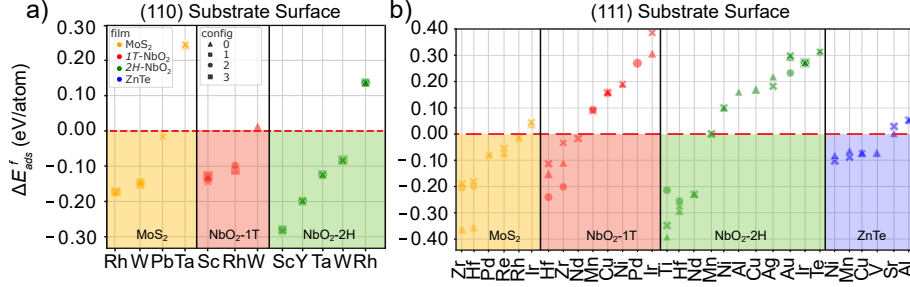 a)
(110) Substrate Surface
film
MoS2
1T-NbO2
2H-NbO2
ZnTe
config
0
1
2
3
ΔE^f_ads (eV/atom)
0.30
0.20
0.10
0.00
−0.10
−0.20
−0.30
MoS2
NbO2-1T
NbO2-2H
Rh W Pb Ta Sc Rh W Sc Y Ta W Rh
b)
(111) Substrate Surface
0.40
0.30
0.20
0.10
0.00
−0.10
−0.20
−0.30
−0.40
MoS2
NbO2-1T
NbO2-2H
ZnTe
Zr Hf Pd Re Rh Ir Hf Zr Nd Mn Cu Ni Pd Ir Ti Hf Nd Mn Ni Al Cu Ag Au Ir Te Ni Mn Cu V Sr Al